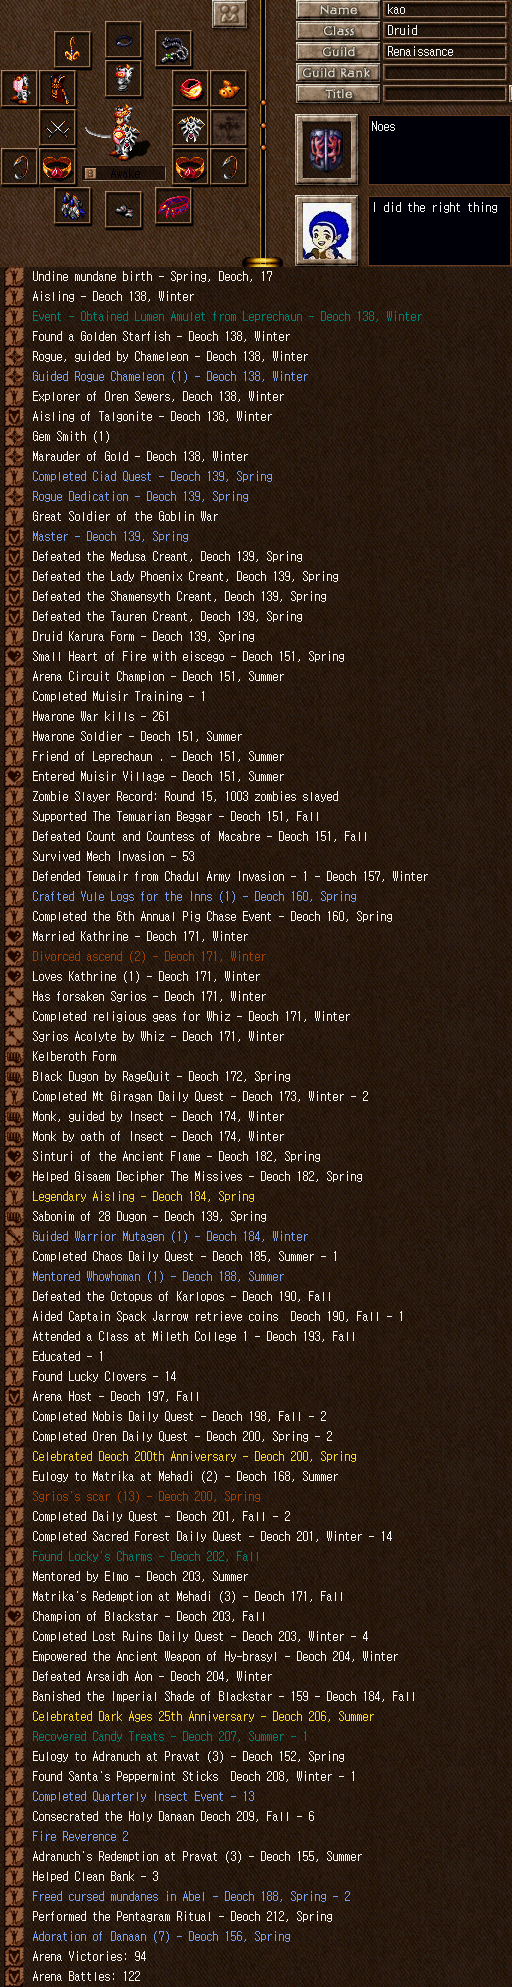 Name
kao
Class
Druid
Guild
Renaissance
Guild Rank
Title
Awake
Noes
I did the right thing
Undine mundane birth - Spring, Deoch, 17
Aisling - Deoch 138, Winter
Event - Obtained Lumen Amulet from Leprechaun - Deoch 138, Winter
Found a Golden Starfish - Deoch 138, Winter
Rogue, guided by Chameleon - Deoch 138, Winter
Guided Rogue Chameleon (1) - Deoch 138, Winter
Explorer of Oren Sewers, Deoch 138, Winter
Aisling of Talgonite - Deoch 138, Winter
Gem Smith (1)
Marauder of Gold - Deoch 138, Winter
Completed Ciad Quest - Deoch 139, Spring
Rogue Dedication - Deoch 139, Spring
Great Soldier of the Goblin War
Master - Deoch 139, Spring
Defeated the Medusa Creant, Deoch 139, Spring
Defeated the Lady Phoenix Creant, Deoch 139, Spring
Defeated the Shamensyth Creant, Deoch 139, Spring
Defeated the Tauren Creant, Deoch 139, Spring
Druid Karura Form - Deoch 139, Spring
Small Heart of Fire with eiscego - Deoch 151, Spring
Arena Circuit Champion - Deoch 151, Summer
Completed Muisir Training - 1
Hwarone War kills - 261
Hwarone Soldier - Deoch 151, Summer
Friend of Leprechaun . - Deoch 151, Summer
Entered Muisir Village - Deoch 151, Summer
Zombie Slayer Record: Round 15, 1003 zombies slayed
Supported The Temuarian Beggar - Deoch 151, Fall
Defeated Count and Countess of Macabre - Deoch 151, Fall
Survived Mech Invasion - 53
Defended Temuair from Chadul Army Invasion - 1 - Deoch 157, Winter
Crafted Yule Logs for the Inns (1) - Deoch 160, Spring
Completed the 6th Annual Pig Chase Event - Deoch 160, Spring
Married Kathrine - Deoch 171, Winter
Divorced ascend (2) - Deoch 171, Winter
Loves Kathrine (1) - Deoch 171, Winter
Has forsaken Sgrios - Deoch 171, Winter
Completed religious geas for Whiz - Deoch 171, Winter
Sgrios Acolyte by Whiz - Deoch 171, Winter
Kelberoth Form
Black Dugon by RageQuit - Deoch 172, Spring
Completed Mt Giragan Daily Quest - Deoch 173, Winter - 2
Monk, guided by Insect - Deoch 174, Winter
Monk by oath of Insect - Deoch 174, Winter
Sinturi of the Ancient Flame - Deoch 182, Spring
Helped Gisaem Decipher The Missives - Deoch 182, Spring
Legendary Aisling - Deoch 184, Spring
Sabonim of 28 Dugon - Deoch 139, Spring
Guided Warrior Mutagen (1) - Deoch 184, Winter
Completed Chaos Daily Quest - Deoch 185, Summer - 1
Mentored Whowhoman (1) - Deoch 188, Summer
Defeated the Octopus of Karlopos - Deoch 190, Fall
Aided Captain Spack Jarrow retrieve coins  Deoch 190, Fall - 1
Attended a Class at Mileth College 1 - Deoch 193, Fall
Educated - 1
Found Lucky Clovers - 14
Arena Host - Deoch 197, Fall
Completed Nobis Daily Quest - Deoch 198, Fall - 2
Completed Oren Daily Quest - Deoch 200, Spring - 2
Celebrated Deoch 200th Anniversary - Deoch 200, Spring
Eulogy to Matrika at Mehadi (2) - Deoch 168, Summer
Sgrios's scar (13) - Deoch 200, Spring
Completed Daily Quest - Deoch 201, Fall - 2
Completed Sacred Forest Daily Quest - Deoch 201, Winter - 14
Found Locky's Charms - Deoch 202, Fall
Mentored by Elmo - Deoch 203, Summer
Matrika's Redemption at Mehadi (3) - Deoch 171, Fall
Champion of Blackstar - Deoch 203, Fall
Completed Lost Ruins Daily Quest - Deoch 203, Winter - 4
Empowered the Ancient Weapon of Hy-brasyl - Deoch 204, Winter
Defeated Arsaidh Aon - Deoch 204, Winter
Banished the Imperial Shade of Blackstar - 159 - Deoch 184, Fall
Celebrated Dark Ages 25th Anniversary - Deoch 206, Summer
Recovered Candy Treats - Deoch 207, Summer - 1
Eulogy to Adranuch at Pravat (3) - Deoch 152, Spring
Found Santa's Peppermint Sticks  Deoch 208, Winter - 1
Completed Quarterly Insect Event - 13
Consecrated the Holy Danaan Deoch 209, Fall - 6
Fire Reverence 2
Adranuch's Redemption at Pravat (3) - Deoch 155, Summer
Helped Clean Bank - 3
Freed cursed mundanes in Abel - Deoch 188, Spring - 2
Performed the Pentagram Ritual - Deoch 212, Spring
Adoration of Danaan (7) - Deoch 156, Spring
Arena Victories: 94
Arena Battles: 122